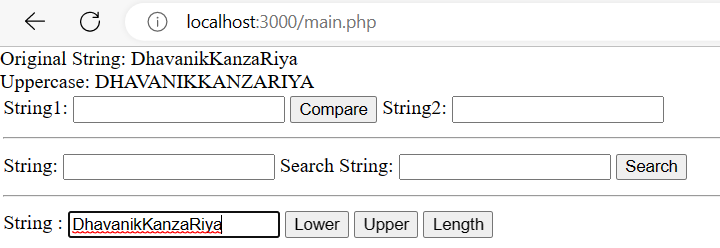 localhost:3000/main.php
Original String: DhavanikKanzaRiya
Uppercase: DHAVANIKKANZARIYA
String1: Compare String2:
String: Search String: Search
String : DhavanikKanzaRiya Lower Upper Length